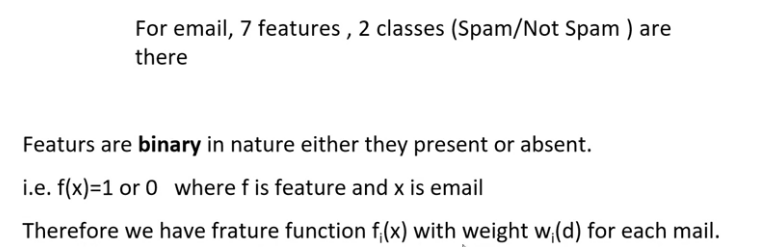 For email, 7 features , 2 classes (Spam/Not Spam ) are
there
Featurs are binary in nature either they present or absent.
i.e. f(x)=1 or 0 where f is feature and x is email
Therefore we have frature function fᵢ(x) with weight wᵢ(d) for each mail.